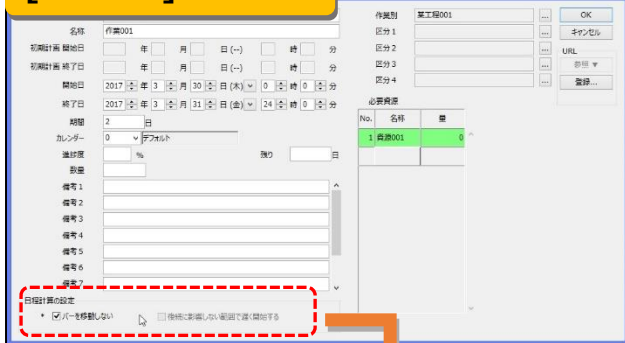 作業別 某工程001 ... OK
名称 作業001 区分1 ... キャンセル
初期計画 開始日 年 月 日(--) 時 分 区分2 ... URL
初期計画 終了日 年 月 日(--) 時 分 区分3 ... 参照 ▼
開始日 2017 年 3 月 30 日(木) 0 時 0 分 区分4 ... 登録...
終了日 2017 年 3 月 31 日(金) 24 時 0 分 必要資源
期間 2 日 No. 名称 量
カレンダー 0 デフォルト 1 資源001 0
進捗度 % 残り 日
数量
備考1
備考2
備考3
備考4
備考5
備考6
備考7
日程計算の設定
バーを移動しない 後続に影響しない範囲で遅く開始する